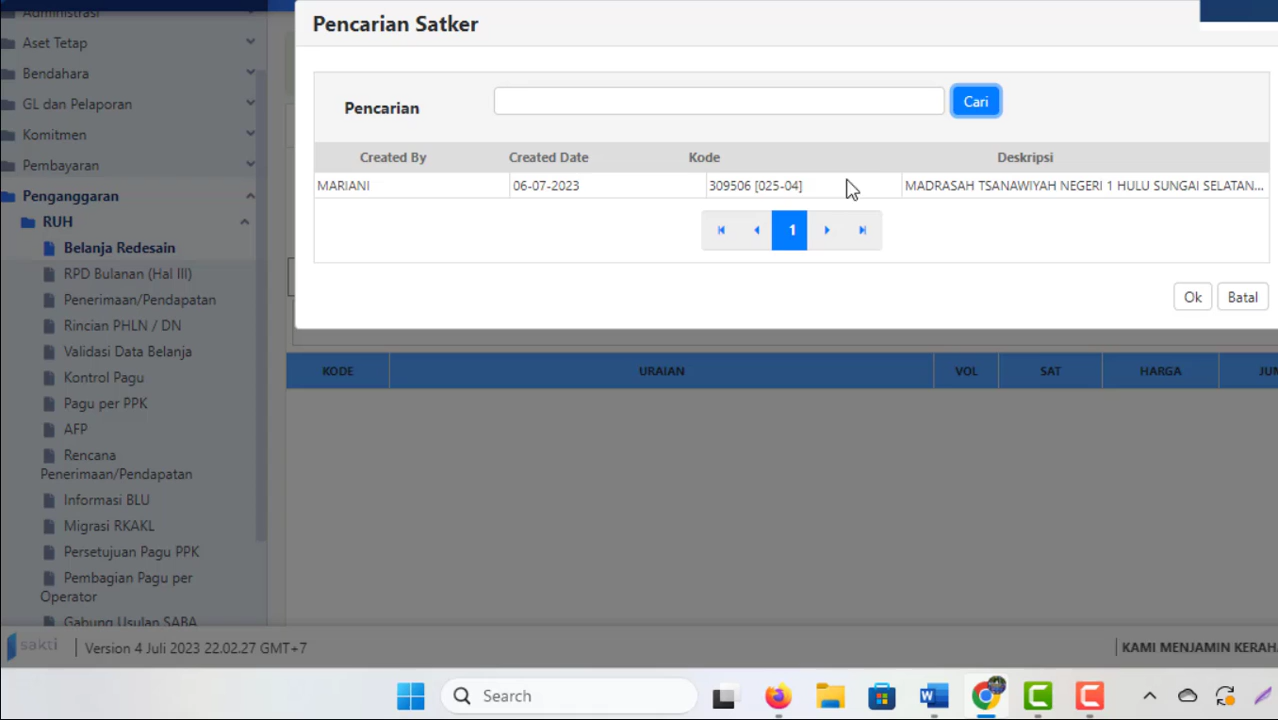 Administrasi
Aset Tetap
Bendahara
GL dan Pelaporan
Komitmen
Pembayaran
Penganggaran
RUH
Belanja Redesain
RPD Bulanan (Hal III)
Penerimaan/Pendapatan
Rincian PHLN / DN
Validasi Data Belanja
Kontrol Pagu
Pagu per PPK
AFP
Rencana
Penerimaan/Pendapatan
Informasi BLU
Migrasi RKAKL
Persetujuan Pagu PPK
Pembagian Pagu per
Operator
Gabung Usulan SABA
Pencarian Satker
Pencarian
Cari
Created By Created Date Kode Deskripsi
MARIANI 06-07-2023 309506 [025-04] MADRASAH TSANAWIYAH NEGERI 1 HULU SUNGAI SELATAN...
1
Ok Batal
KODE URAIAN VOL SAT HARGA JUM
sakti Version 4 Juli 2023 22.02.27 GMT+7 KAMI MENJAMIN KERAHA
Search